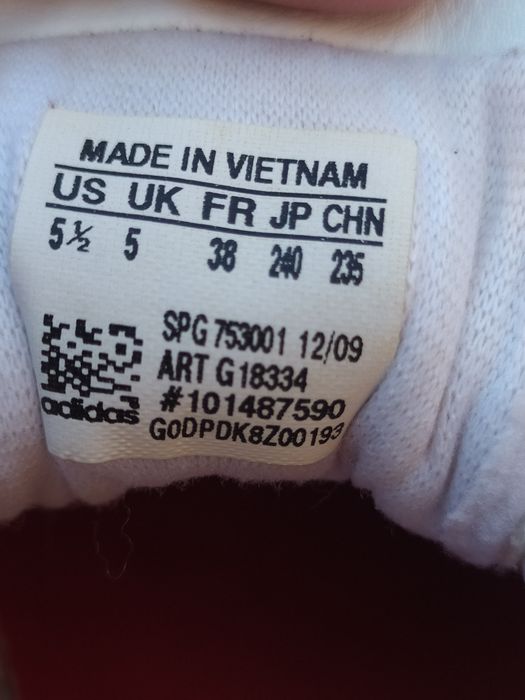 MADE IN VIETNAM
US UK FR JP CHN
5½ 5 38 240 235
SPG 753001 12/09
ART G18334
#101487590
adidas
G0DPDK8Z00193